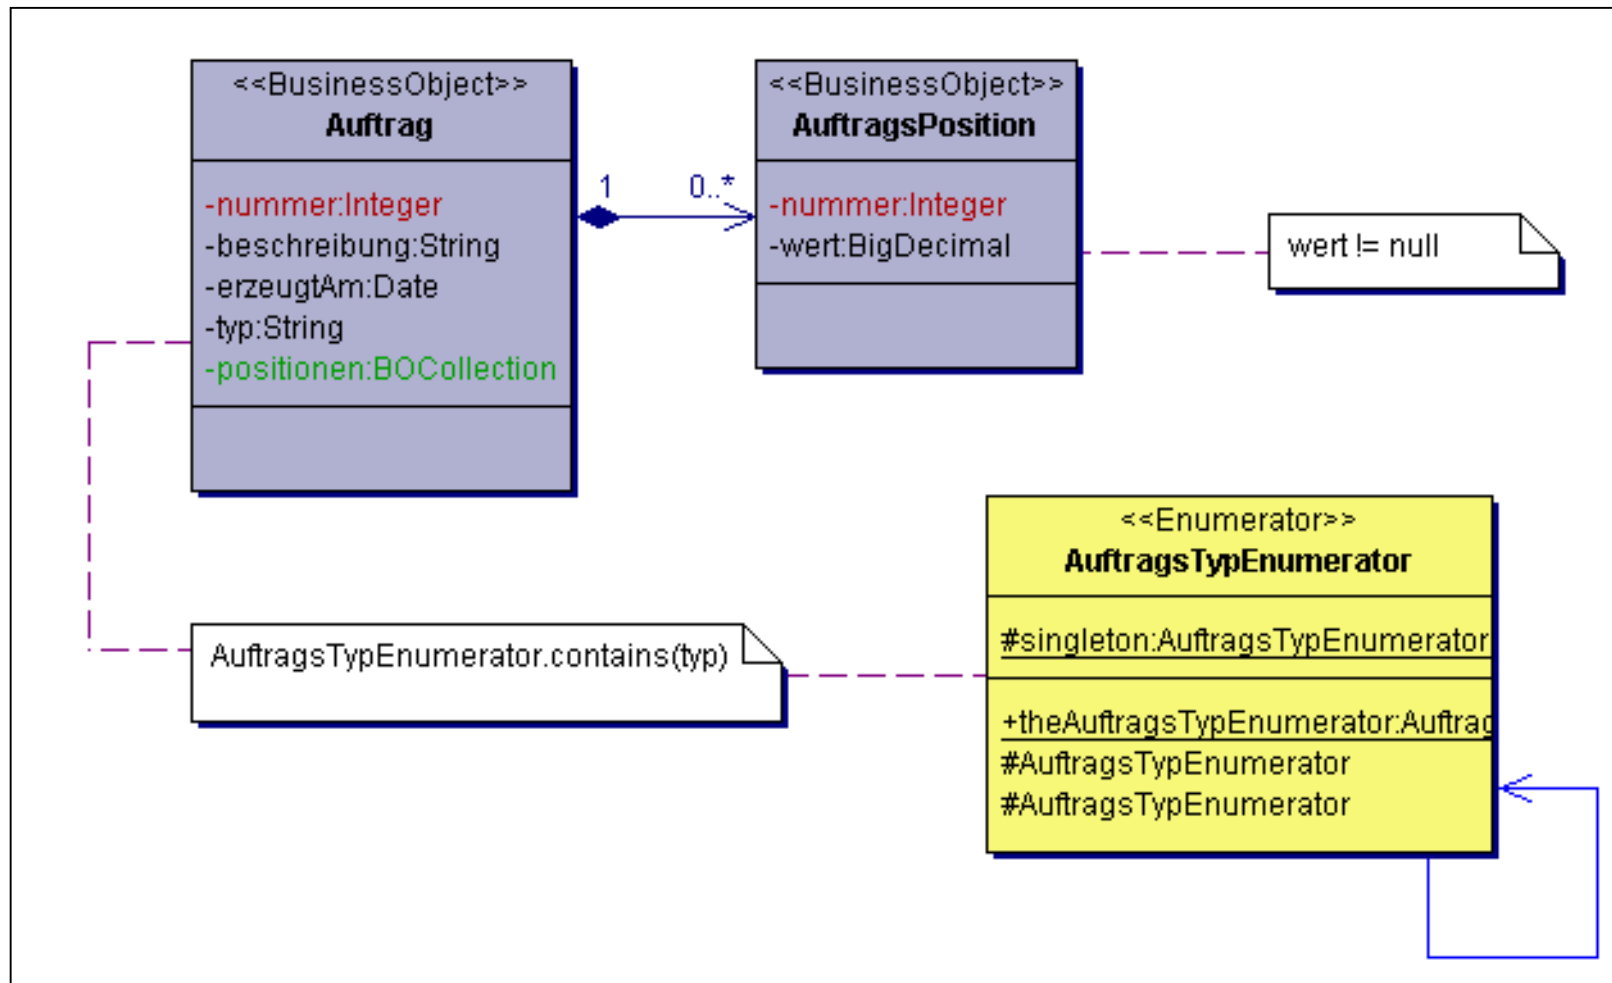 <<BusinessObject>>
Auftrag
-nummer:Integer
-beschreibung:String
-erzeugtAm:Date
-typ:String
-positionen:BOCollection
1
0..*
<<BusinessObject>>
AuftragsPosition
-nummer:Integer
-wert:BigDecimal
wert != null
AuftragsTypEnumerator.contains(typ)
<<Enumerator>>
AuftragsTypEnumerator
#singleton:AuftragsTypEnumerator
+theAuftragsTypEnumerator:Auftrag
#AuftragsTypEnumerator
#AuftragsTypEnumerator